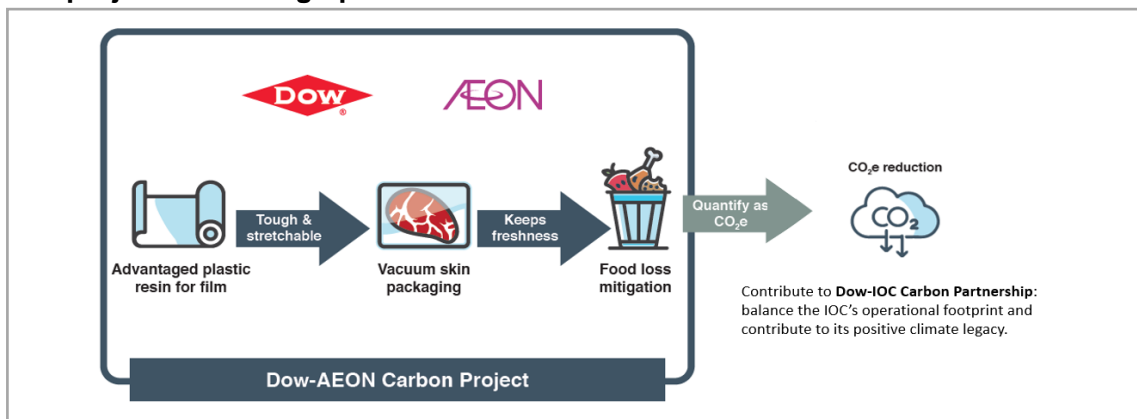 DOW
®
ÆON
CO₂e reduction
Tough &
stretchable
Keeps
freshness
Quantify as
CO₂e
CO₂
Advantaged plastic
resin for film
Vacuum skin
packaging
Food loss
mitigation
Contribute to Dow-IOC Carbon Partnership:
balance the IOC's operational footprint and
contribute to its positive climate legacy.
Dow-AEON Carbon Project